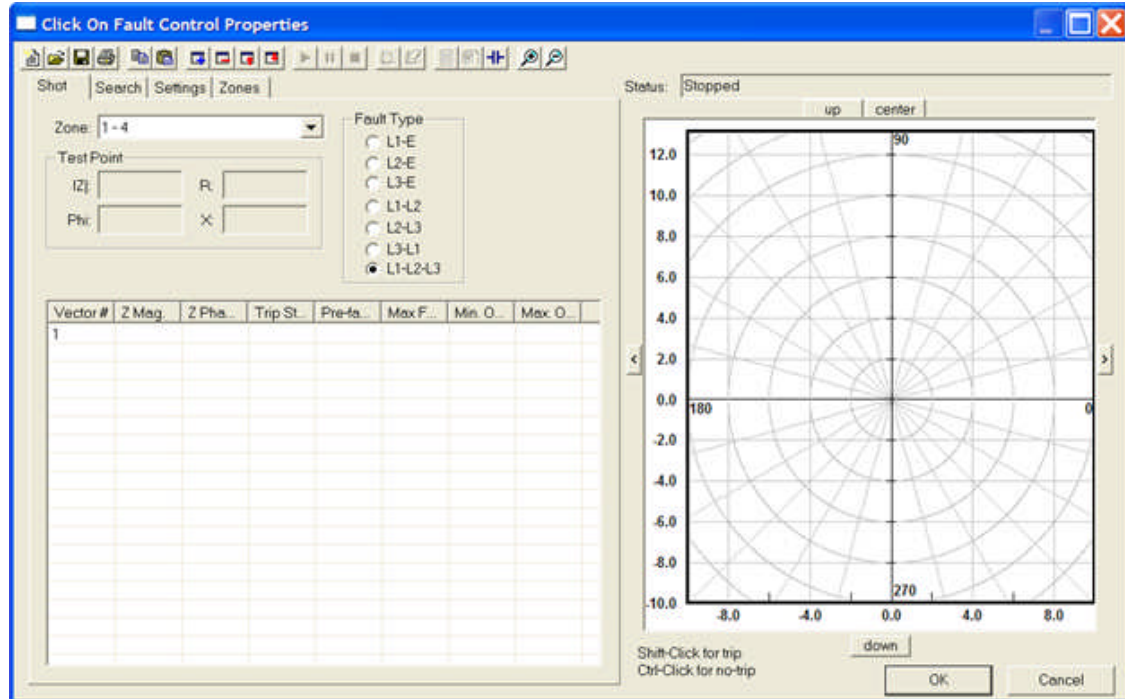 Click On Fault Control Properties
Shot Search Settings Zones
Status: Stopped
up center
Zone: 1 - 4
Fault Type
L1-E
L2-E
L3-E
L1-L2
L2-L3
L3-L1
L1-L2-L3
Test Point
|Z|: R:
Phi: X:
Vector # Z Mag. Z Pha... Trip St... Pre-fa... Max F... Min. O... Max. O...
1
90
12.0
10.0
8.0
6.0
4.0
2.0
< >
0.0
180 0
-2.0
-4.0
-6.0
-8.0
270
-10.0
-8.0 -4.0 0.0 4.0 8.0
down
Shift-Click for trip
Ctrl-Click for no-trip
OK Cancel